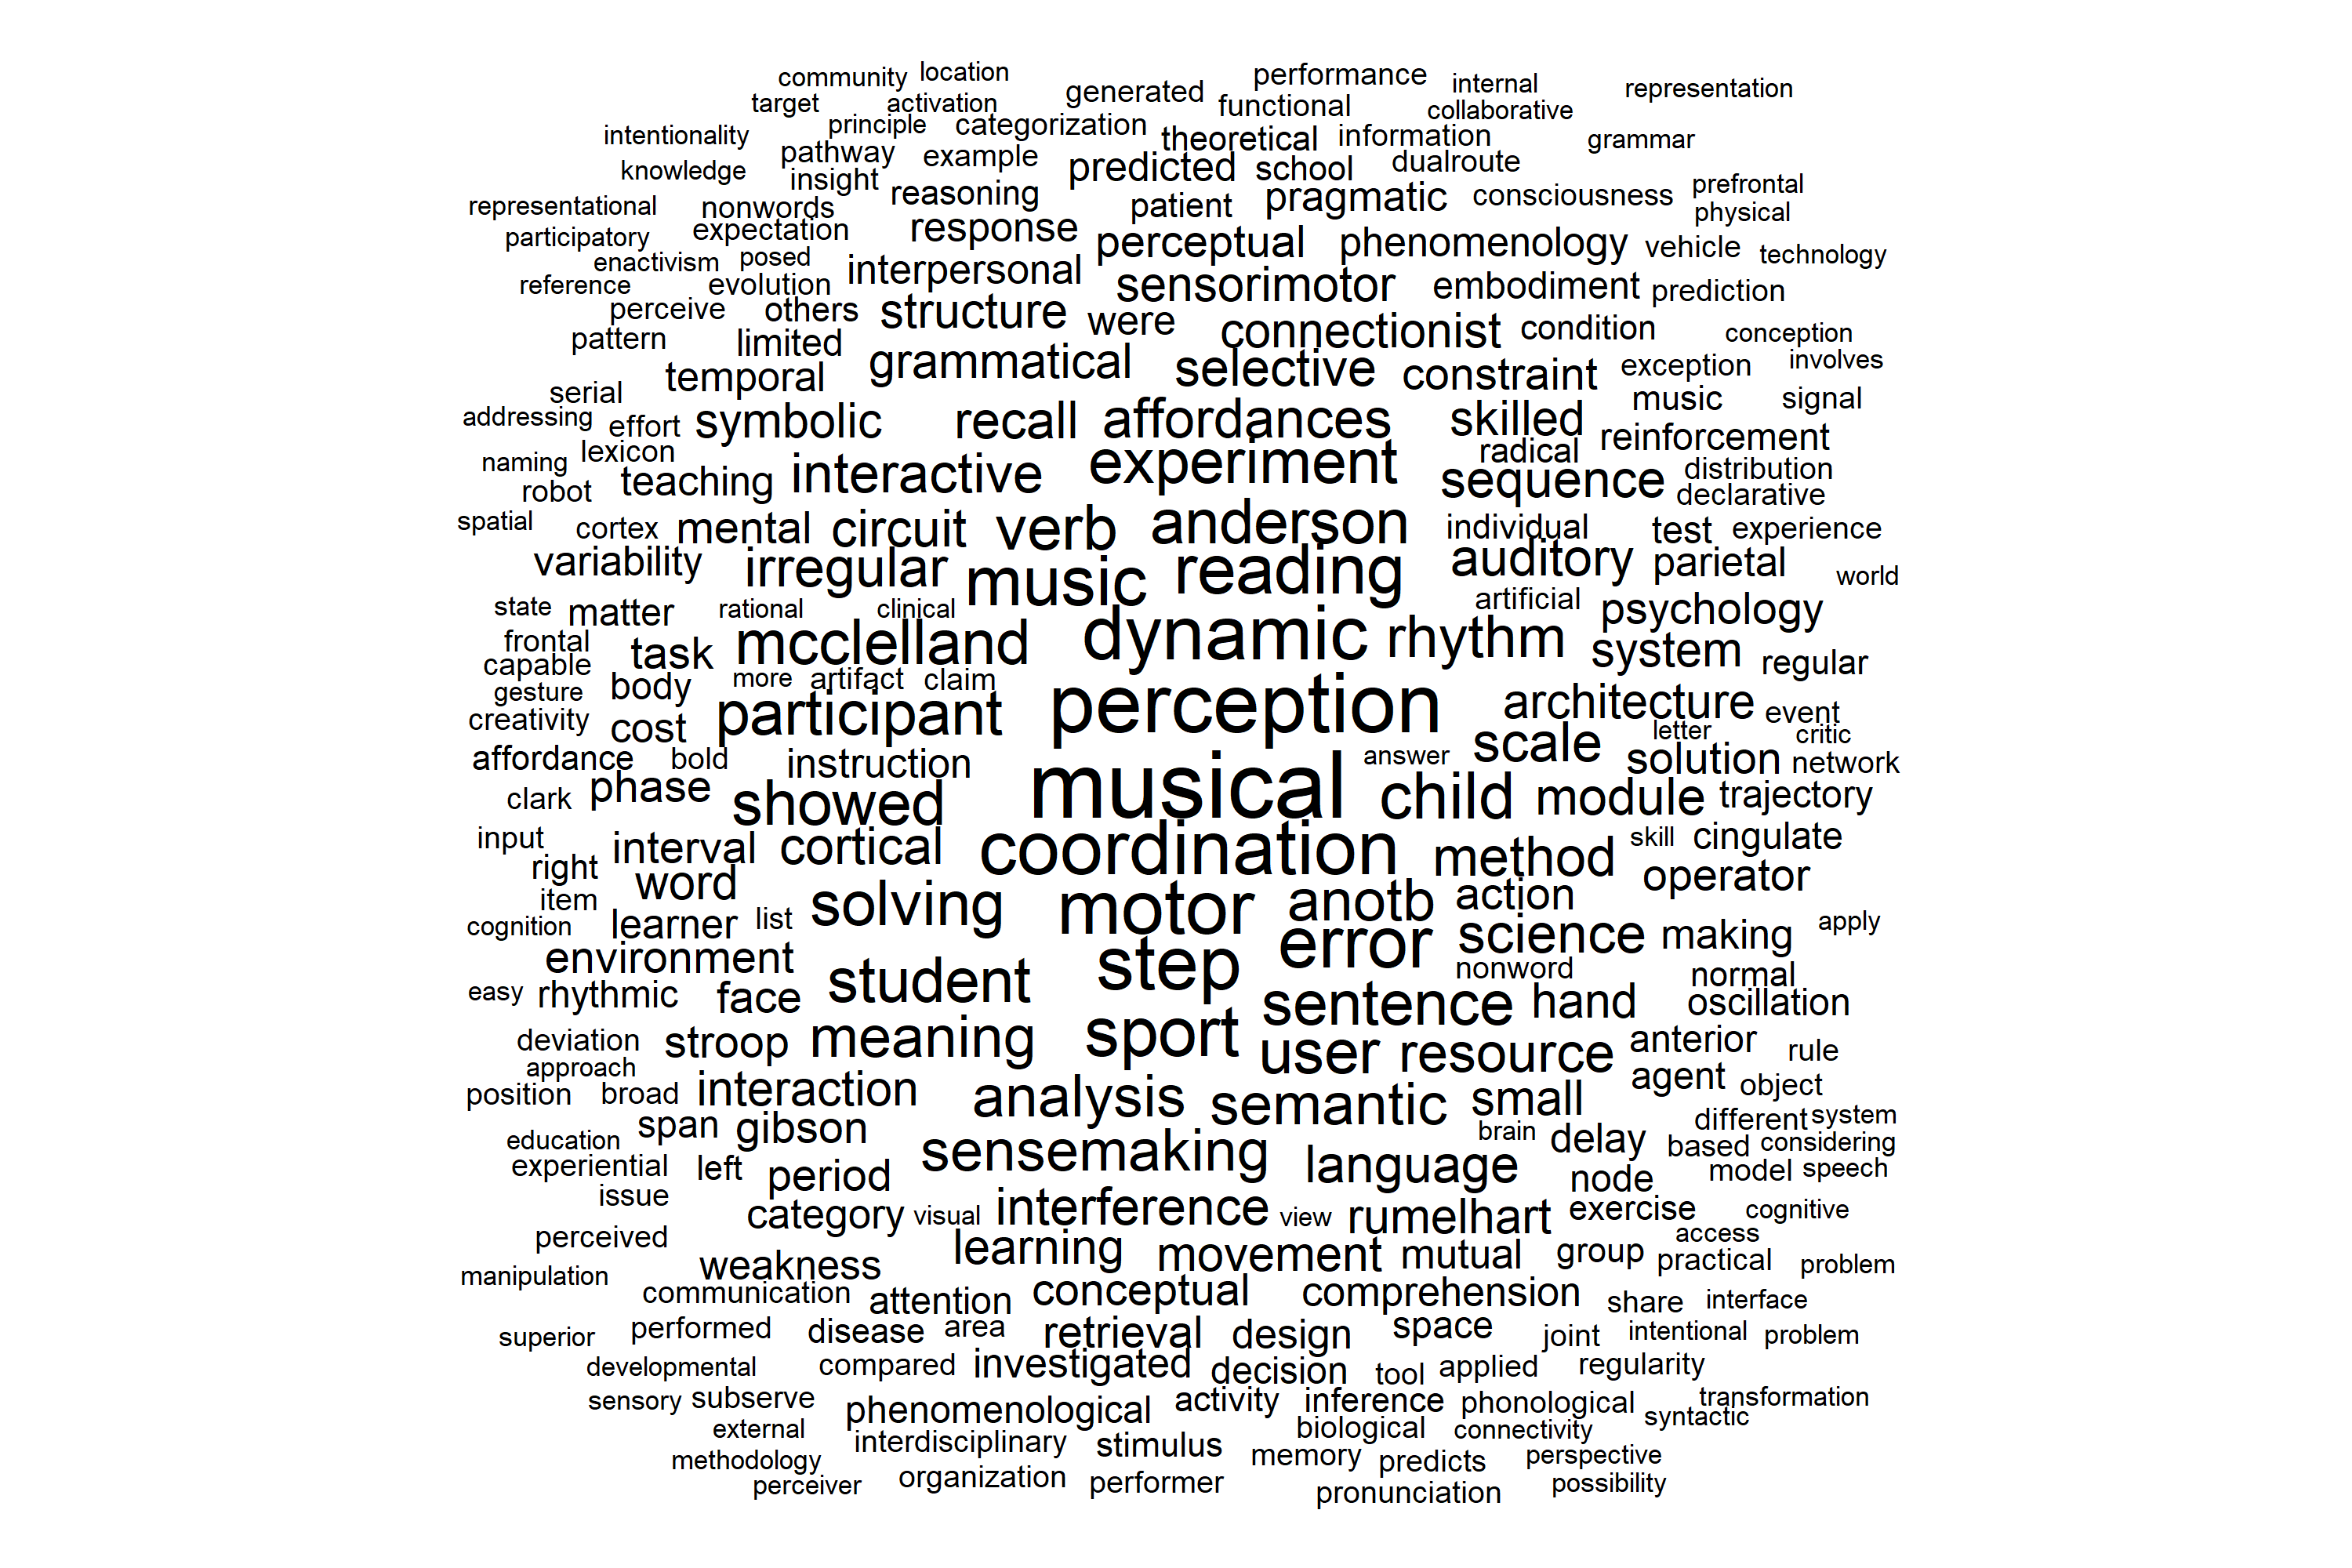 community location performance internal representation
target activation generated functional collaborative
intentionality principle categorization theoretical information grammar
knowledge pathway example predicted school dualroute
insight reasoning patient pragmatic consciousness prefrontal
representational nonwords response physical
participatory expectation perceptual phenomenology vehicle technology
enactivism posed interpersonal sensorimotor embodiment prediction
reference evolution structure were connectionist condition conception
perceive others
pattern limited grammatical selective constraint exception involves
serial temporal music signal
addressing effort symbolic recall affordances skilled reinforcement
naming lexicon interactive experiment radical distribution
robot teaching sequence declarative
spatial cortex mental circuit verb anderson individual test experience
variability irregular music reading auditory parietal world
state matter rational clinical artificial psychology
frontal task mcclelland dynamic rhythm system regular
capable
gesture body more artifact claim perception architecture event
creativity cost participant letter critic
affordance bold instruction musical answer scale solution network
clark phase showed child module trajectory
input interval cortical coordination method skill cingulate
right word solving motor anotb action operator
item
cognition learner list error science making apply
environment student step nonword normal
easy rhythmic face sentence hand oscillation
deviation stroop meaning sport user resource anterior rule
approach
position broad interaction analysis semantic small agent object
span gibson different system
education sensemaking language brain delay based considering
experiential left period node model speech
issue category visual interference view rumelhart exercise cognitive
perceived learning movement mutual group access
manipulation weakness practical problem
communication attention conceptual comprehension share interface
superior performed disease area retrieval design space joint intentional problem
developmental compared investigated decision tool applied regularity
sensory subserve phenomenological activity inference phonological transformation
external interdisciplinary stimulus biological connectivity syntactic
methodology memory predicts perspective
perceiver organization performer pronunciation possibility